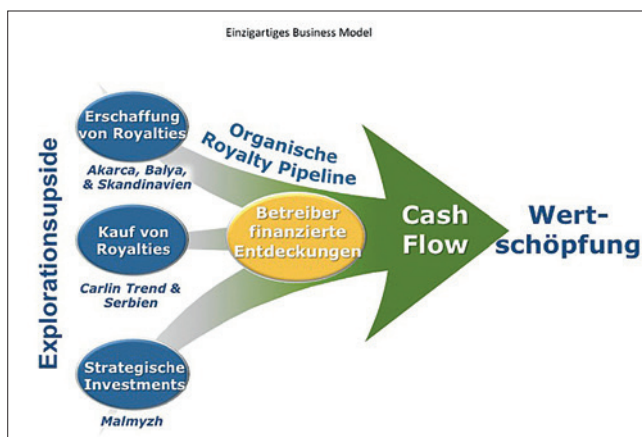 Einzigartiges Business Model
Explorationsupside
Erschaffung
von Royalties
Akarca, Balya,
& Skandinavien
Kauf von
Royalties
Carlin Trend &
Serbien
Strategische
Investments
Malmyzh
Organische
Royalty Pipeline
Betreiber
finanzierte
Entdeckungen
Cash
Flow
Wert-
schöpfung